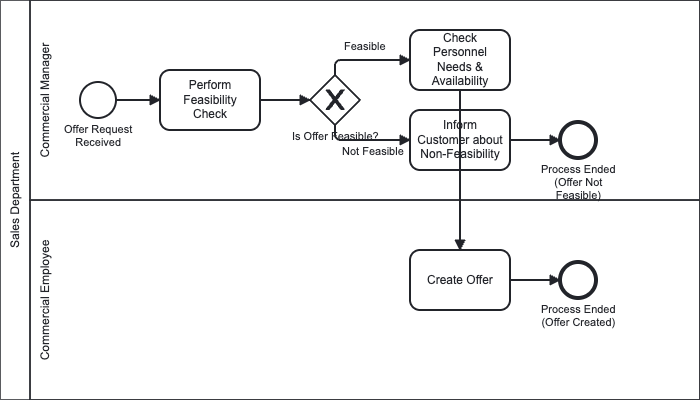 Sales Department
Commercial Manager
Offer Request
Received
Perform
Feasibility
Check
Is Offer Feasible?
Feasible
Not Feasible
Check
Personnel
Needs &
Availability
Inform
Customer about
Non-Feasibility
Process Ended
(Offer Not
Feasible)
Commercial Employee
Create Offer
Process Ended
(Offer Created)